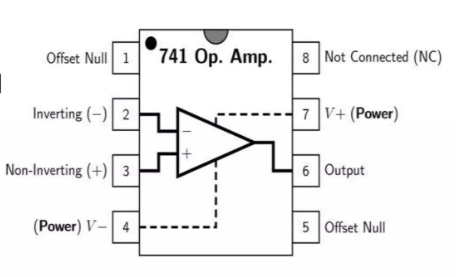 741 Op. Amp.
Offset Null 1
8 Not Connected (NC)
Inverting (−) 2
7 V+ (Power)
−
Non-Inverting (+) 3
+
6 Output
(Power) V− 4
5 Offset Null